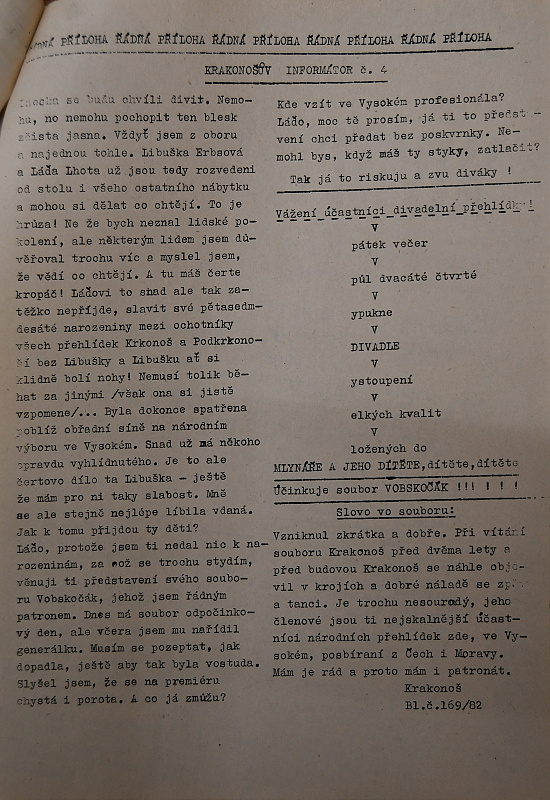 PŘÍLOHA ŘÁDNÁ PŘÍLOHA ŘÁDNÁ PŘÍLOHA ŘÁDNÁ PŘÍLOHA ŘÁDNÁ PŘÍLOHA
KRAKONOŠŮV INFORMÁTOR č. 4
se budu chvíli divit. Nemo-
hu, no nemohu pochopit ten blesk
zčista jasna. Vždyť jsem z oboru
a najednou tohle. Libuška Erbsová
a Láďa Lhota už jsou tedy rozvedeni
od stolu i všeho ostatního nábytku
a mohou si dělat co chtějí. To je
hrůza! Ne že bych neznal lidské po-
kolení, ale některým lidem jsem dů-
věřoval trochu víc a myslel jsem,
že vědí co chtějí. A tu máš čerte
kropáč! Láďovi to snad ale tak za-
těžko nepříjde, slavit své pětasedm-
desáté narozeniny mezi ochotníky
všech přehlídek Krkonoš a Podkrkono-
ší bez Libušky a Libušku ať si
klidně bolí nohy! Nemusí tolik bě-
hat za jinými /však ona si jistě
vzpomene/... Byla dokonce spatřena
poblíž obřadní síně na národním
výboru ve Vysokém. Snad už má někoho
opravdu vyhlídnutého. Je to ale
čertovo dílo ta Libuška - ještě
že mám pro ni taky slabost. Mně
se ale stejně nejlépe líbila vdaná.
Jak k tomu přijdou ty děti?
Láďo, protože jsem ti nedal nic k na-
rozeninám, za což se trochu stydím,
věnuji ti představení svého soubo-
ru Vobskočák, jehož jsem řádným
patronem. Dnes má soubor odpočinko-
vý den, ale včera jsem mu nařídil
generálku. Musím se pozeptat, jak
dopadla, ještě aby tak byla vostuda.
Slyšel jsem, že se na premiéru
chystá i porota. A co já zmůžu?
Kde vzít ve Vysokém profesionála?
Láďo, moc tě prosím, já ti to předst-
vení chci předat bez poskvrnky. Ne-
mohl bys, když máš ty styky, zatlačit?
Tak já to riskuju a zvu diváky !
Vážení účastníci divadelní přehlídky!
V
pátek večer
V
půl dvacáté čtvrté
V
ypukne
V
DIVADLE
V
ystoupení
V
elkých kvalit
V
ložených do
MLYNÁŘE A JEHO DÍTĚTE,dítěte,dítěte
Účinkuje soubor VOBSKOČÁK !!! ! ! !
Slovo vo souboru:
Vzniknul zkrátka a dobře. Při vítání
souboru Krakonoš před dvěma lety a
před budovou Krakonoš se náhle obje-
vil v krojích a dobré náladě se
a tanci. Je trochu nesourodý, jeho
členové jsou ti nejskalnější účast-
níci národních přehlídek zde, ve Vy-
sokém, posbíraní z Čech i Moravy.
Mám je rád a proto mám i patronát.
Krakonoš
Bl.č.169/82